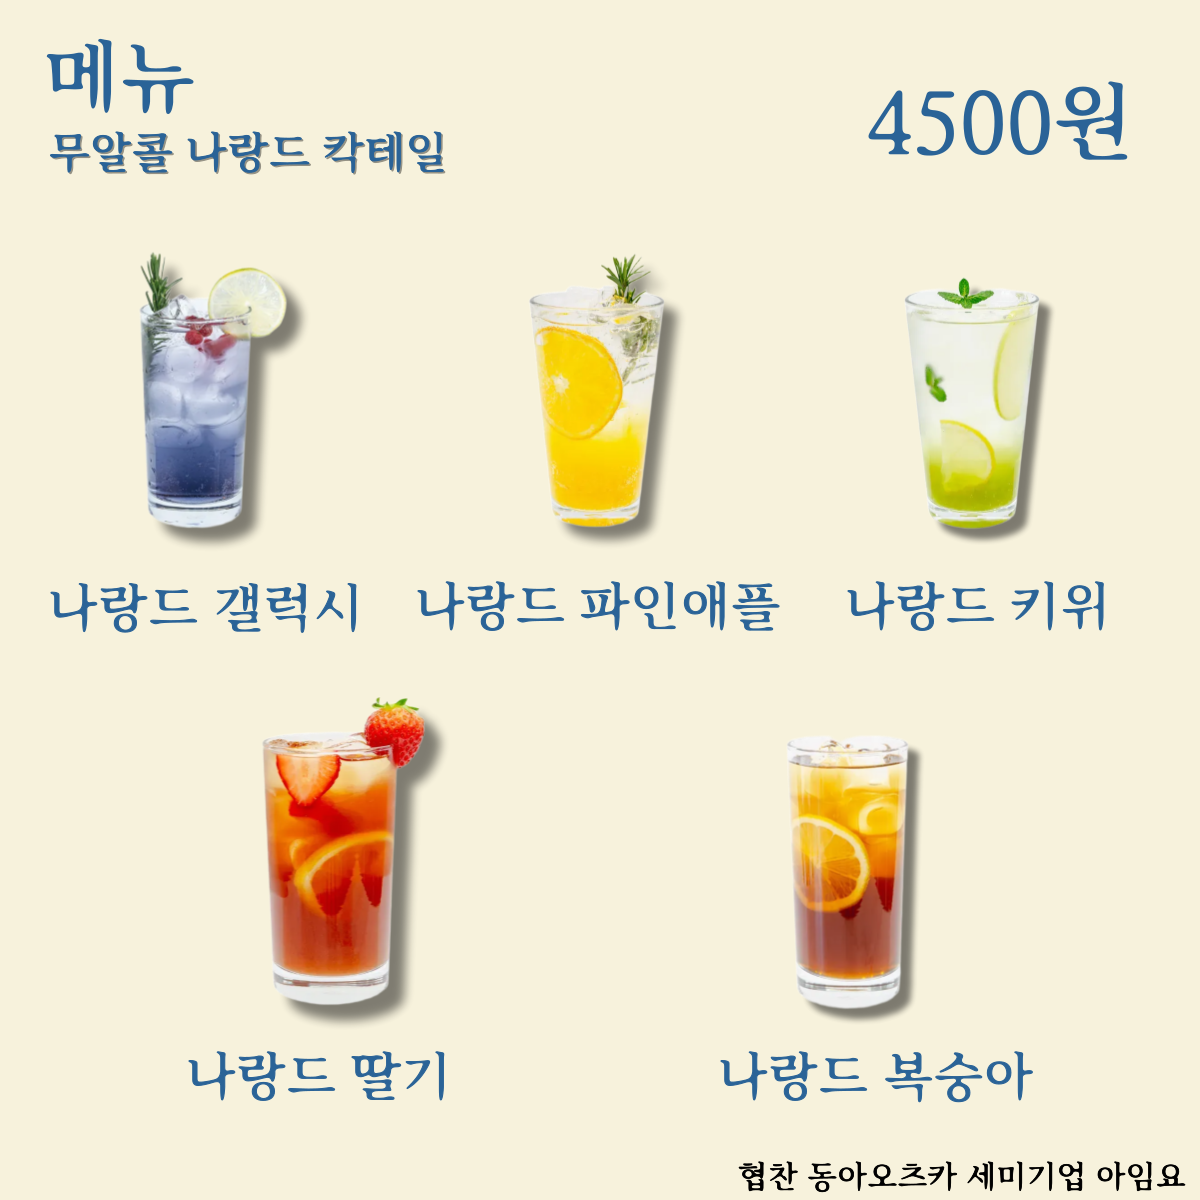 메뉴
무알콜 나랑드 칵테일
4500원
나랑드 갤럭시
나랑드 파인애플
나랑드 키위
나랑드 딸기
나랑드 복숭아
협찬 동아오츠카 세미기업 아임요